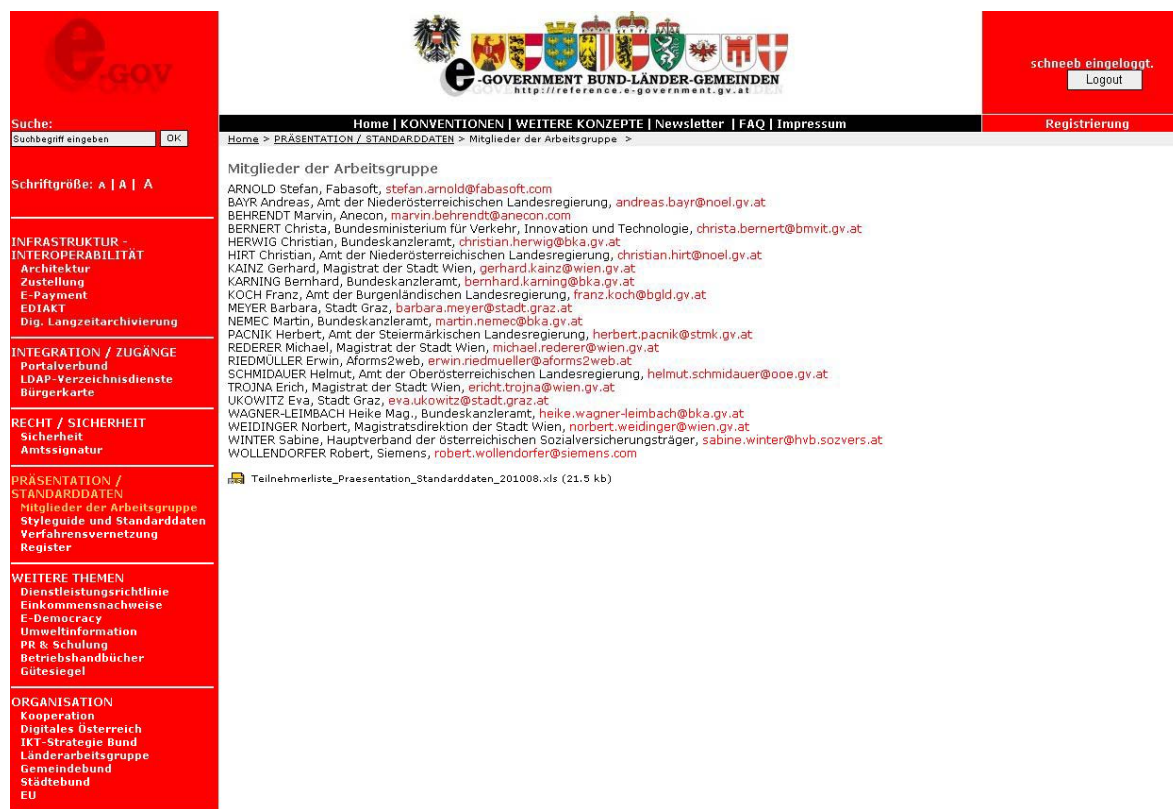 e-GOV
e-GOVERNMENT BUND-LÄNDER-GEMEINDEN
http://reference.e-government.gv.at
schneeb eingeloggt.
Logout
Suche:
Suchbegriff eingeben OK
Home | KONVENTIONEN | WEITERE KONZEPTE | Newsletter | FAQ | Impressum
Registrierung
Home > PRÄSENTATION / STANDARDDATEN > Mitglieder der Arbeitsgruppe >
Schriftgröße: A | A | A
INFRASTRUKTUR -
INTEROPERABILITÄT
Architektur
Zustellung
E-Payment
EDIAKT
Dig. Langzeitarchivierung
INTEGRATION / ZUGÄNGE
Portalverbund
LDAP-Verzeichnisdienste
Bürgerkarte
RECHT / SICHERHEIT
Sicherheit
Amtssignatur
PRÄSENTATION /
STANDARDDATEN
Mitglieder der Arbeitsgruppe
Styleguide und Standarddaten
Verfahrensvernetzung
Register
WEITERE THEMEN
Dienstleistungsrichtlinie
Einkommensnachweise
E-Democracy
Umweltinformation
PR & Schulung
Betriebshandbücher
Gütesiegel
ORGANISATION
Kooperation
Digitales Österreich
IKT-Strategie Bund
Länderarbeitsgruppe
Gemeindebund
Städtebund
EU
Mitglieder der Arbeitsgruppe
ARNOLD Stefan, Fabasoft, stefan.arnold@fabasoft.com
BAYR Andreas, Amt der Niederösterreichischen Landesregierung, andreas.bayr@noel.gv.at
BEHRENDT Marvin, Anecon, marvin.behrendt@anecon.com
BERNERT Christa, Bundesministerium für Verkehr, Innovation und Technologie, christa.bernert@bmvit.gv.at
HERWIG Christian, Bundeskanzleramt, christian.herwig@bka.gv.at
HIRT Christian, Amt der Niederösterreichischen Landesregierung, christian.hirt@noel.gv.at
KAINZ Gerhard, Magistrat der Stadt Wien, gerhard.kainz@wien.gv.at
KARNING Bernhard, Bundeskanzleramt, bernhard.karning@bka.gv.at
KOCH Franz, Amt der Burgenländischen Landesregierung, franz.koch@bgld.gv.at
MEYER Barbara, Stadt Graz, barbara.meyer@stadt.graz.at
NEMEC Martin, Bundeskanzleramt, martin.nemec@bka.gv.at
PACNIK Herbert, Amt der Steiermärkischen Landesregierung, herbert.pacnik@stmk.gv.at
REDERER Michael, Magistrat der Stadt Wien, michael.rederer@wien.gv.at
RIEDMÜLLER Erwin, Aforms2web, erwin.riedmueller@aforms2web.at
SCHMIDAUER Helmut, Amt der Oberösterreichischen Landesregierung, helmut.schmidauer@ooe.gv.at
TROJNA Erich, Magistrat der Stadt Wien, ericht.trojna@wien.gv.at
UKOWITZ Eva, Stadt Graz, eva.ukowitz@stadt.graz.at
WAGNER-LEIMBACH Heike Mag., Bundeskanzleramt, heike.wagner-leimbach@bka.gv.at
WEIDINGER Norbert, Magistratsdirektion der Stadt Wien, norbert.weidinger@wien.gv.at
WINTER Sabine, Hauptverband der österreichischen Sozialversicherungsträger, sabine.winter@hvb.sozvers.at
WOLLENDORFER Robert, Siemens, robert.wollendorfer@siemens.com
Teilnehmerliste_Praesentation_Standarddaten_201008.xls (21.5 kb)